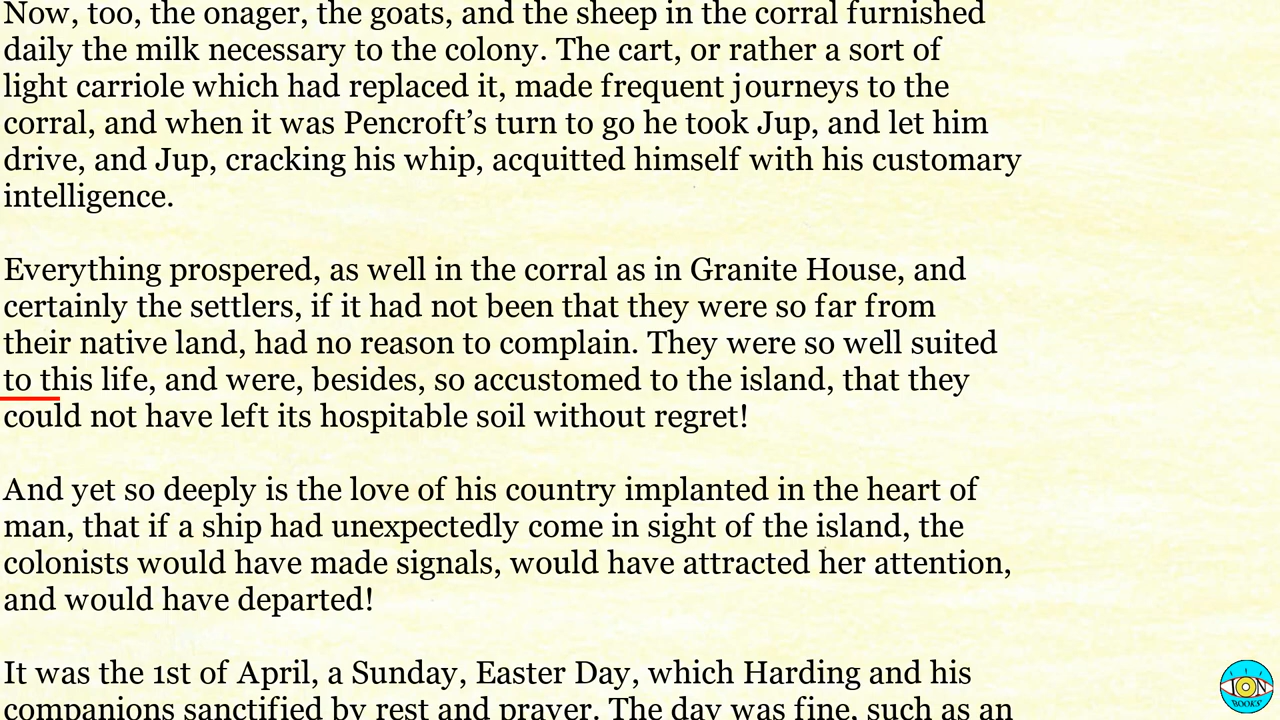 Now, too, the onager, the goats, and the sheep in the corral furnished
daily the milk necessary to the colony. The cart, or rather a sort of
light carriole which had replaced it, made frequent journeys to the
corral, and when it was Pencroft’s turn to go he took Jup, and let him
drive, and Jup, cracking his whip, acquitted himself with his customary
intelligence.
Everything prospered, as well in the corral as in Granite House, and
certainly the settlers, if it had not been that they were so far from
their native land, had no reason to complain. They were so well suited
to this life, and were, besides, so accustomed to the island, that they
could not have left its hospitable soil without regret!
And yet so deeply is the love of his country implanted in the heart of
man, that if a ship had unexpectedly come in sight of the island, the
colonists would have made signals, would have attracted her attention,
and would have departed!
It was the 1st of April, a Sunday, Easter Day, which Harding and his
companions sanctified by rest and prayer. The day was fine, such as an
ION
BOOKS